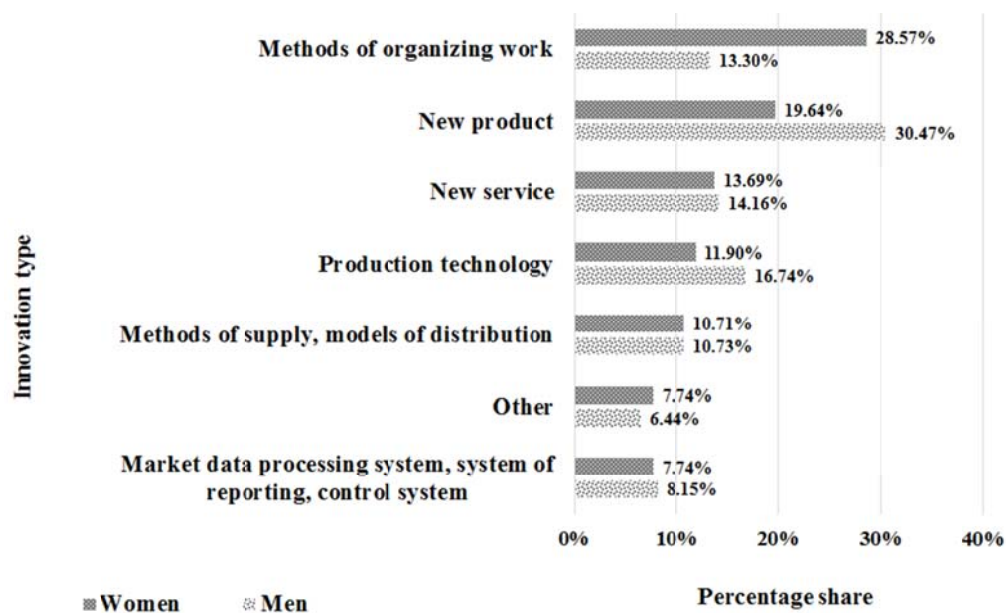 Methods of organizing work
28.57%
13.30%
New product
19.64%
30.47%
New service
13.69%
14.16%
Production technology
11.90%
16.74%
Methods of supply, models of distribution
10.71%
10.73%
Other
7.74%
6.44%
Market data processing system, system of
reporting, control system
7.74%
8.15%
Innovation type
0% 10% 20% 30% 40%
Percentage share
Women Men